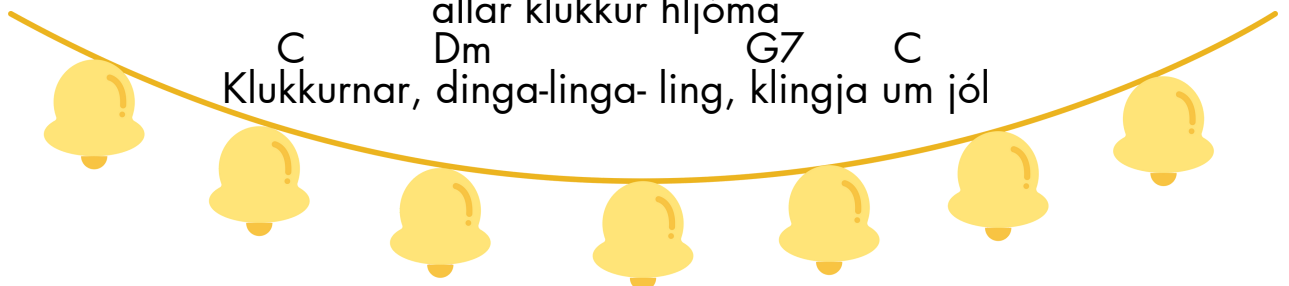 allar klukkur hljóma
C Dm G7 C
Klukkurnar, dinga-linga- ling, klingja um jól